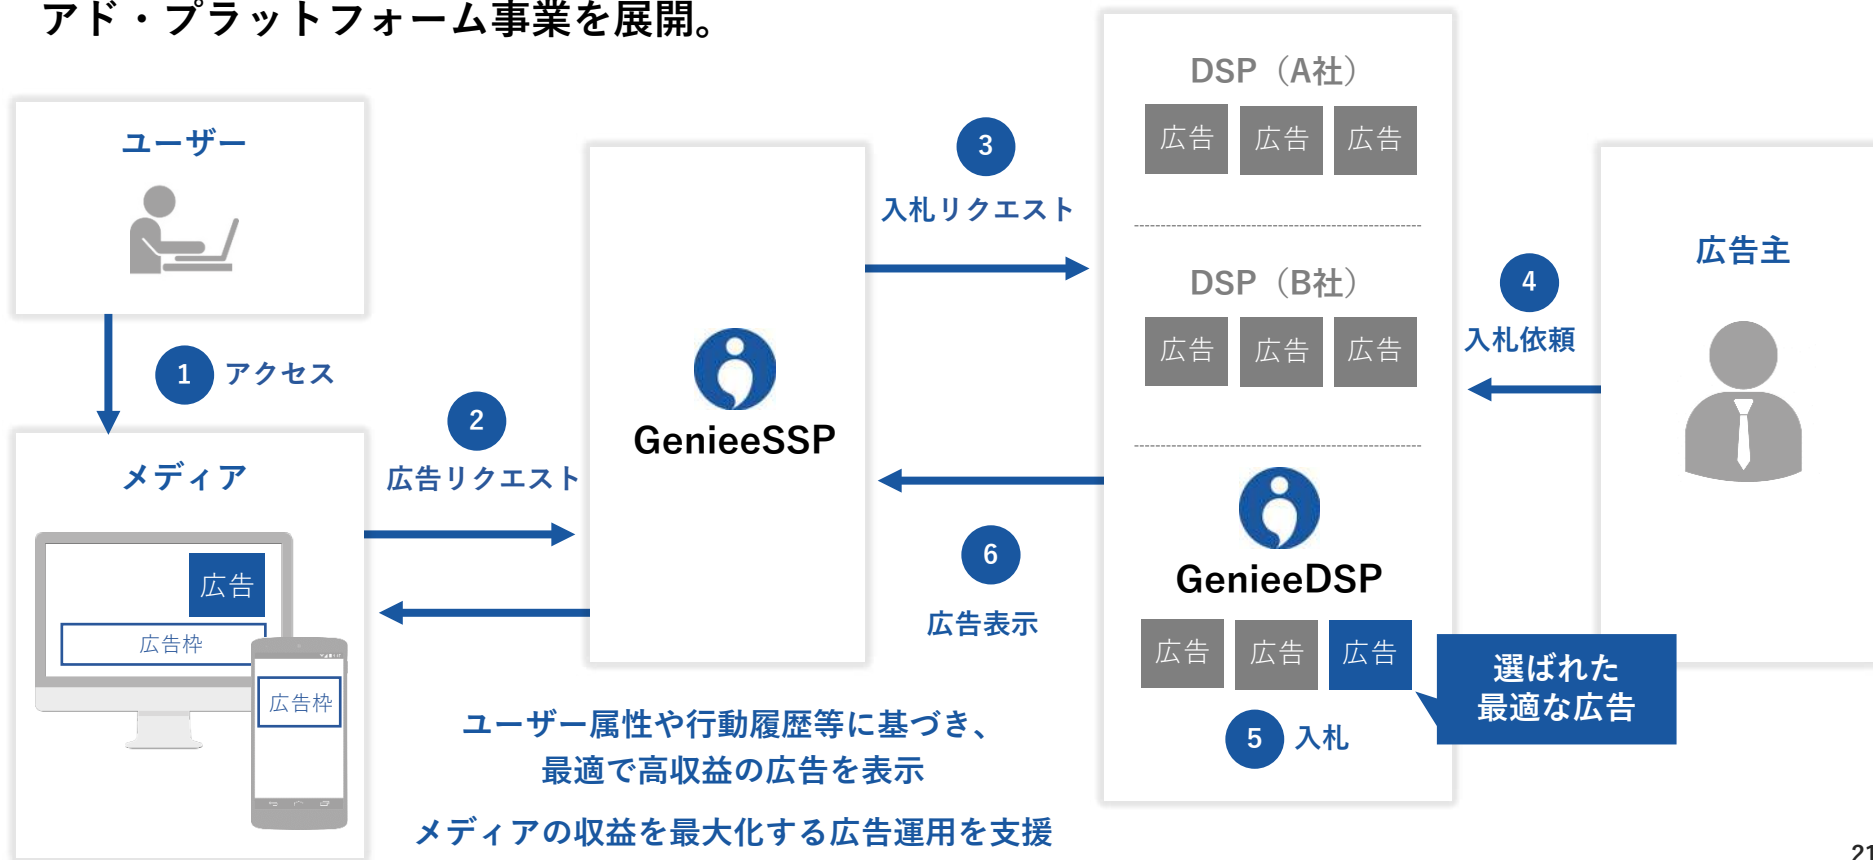 アド・プラットフォーム事業を展開。
ユーザー
1 アクセス
メディア
広告
広告枠
広告枠
2
広告リクエスト
GenieeSSP
3
入札リクエスト
DSP（A社）
広告 広告 広告
DSP（B社）
広告 広告 広告
GenieeDSP
広告 広告 広告
5 入札
選ばれた
最適な広告
4
入札依頼
広告主
6
広告表示
ユーザー属性や行動履歴等に基づき、
最適で高収益の広告を表示
メディアの収益を最大化する広告運用を支援
21